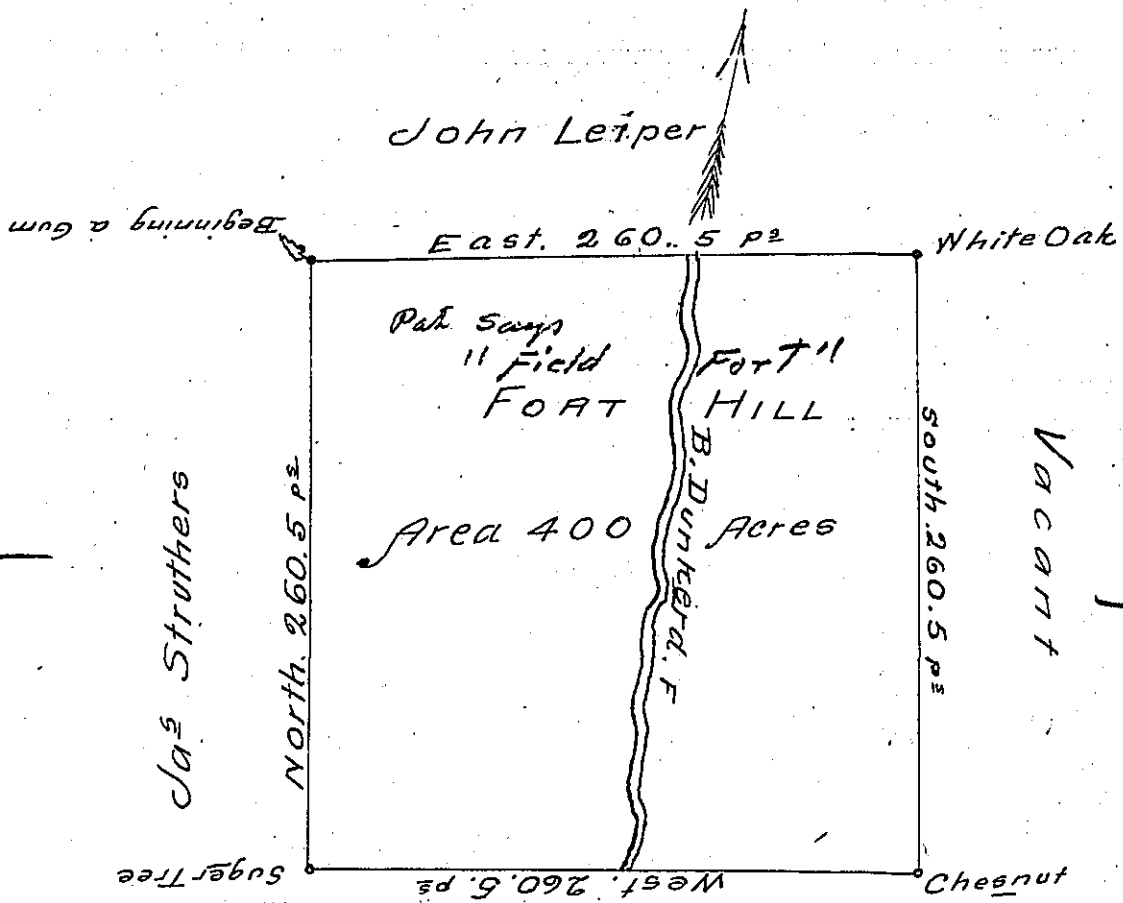 John Leiper
Beginning a Gum
East. 260..5 ps
White Oak
Pat Says
"Field Fort"
FOAT HILL
B. Dunkerd. F
Area 400 Acres
South. 260.5 ps
Vacant
Jas Struthers
North. 260.5 ps
Suger Tree
West. 260.5. ps
Chesnut